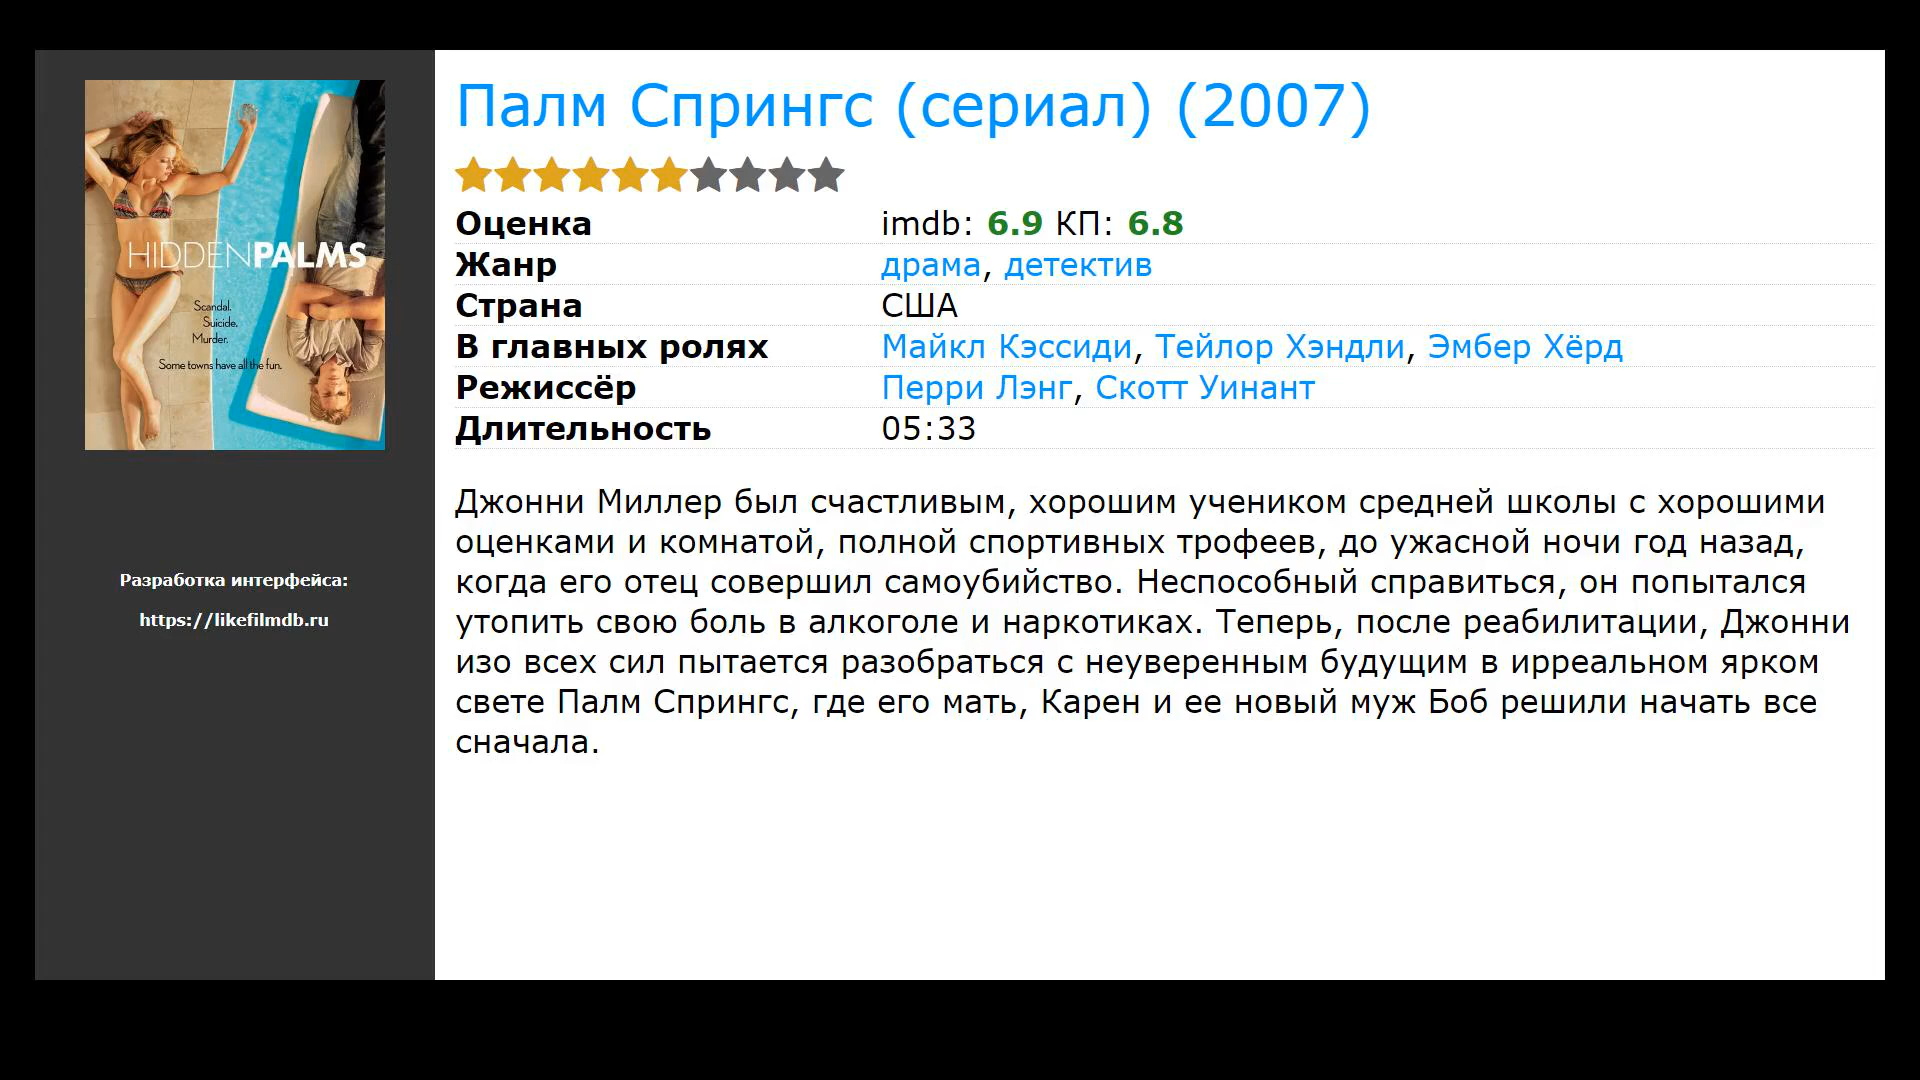 HIDDENPALMS
Scandal.
Suicide.
Murder.
Some towns have all the fun.
Разработка интерфейса:
https://likefilmdb.ru
Палм Спрингс (сериал) (2007)
Оценка imdb: 6.9 КП: 6.8
Жанр драма, детектив
Страна США
В главных ролях Майкл Кэссиди, Тейлор Хэндли, Эмбер Хёрд
Режиссёр Перри Лэнг, Скотт Уинант
Длительность 05:33
Джонни Миллер был счастливым, хорошим учеником средней школы с хорошими
оценками и комнатой, полной спортивных трофеев, до ужасной ночи год назад,
когда его отец совершил самоубийство. Неспособный справиться, он попытался
утопить свою боль в алкоголе и наркотиках. Теперь, после реабилитации, Джонни
изо всех сил пытается разобраться с неуверенным будущим в ирреальном ярком
свете Палм Спрингс, где его мать, Карен и ее новый муж Боб решили начать все
сначала.